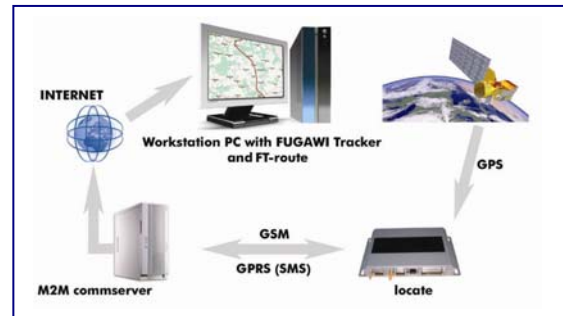 INTERNET
Workstation PC with FUGAWI Tracker
and FT-route
GPS
GSM
GPRS (SMS)
M2M commserver
locate